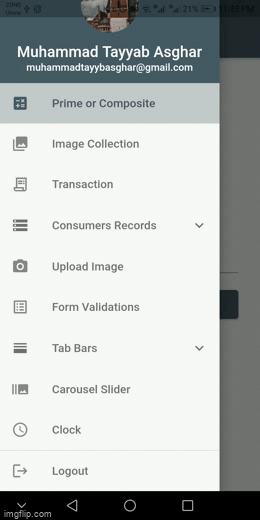 21%
Muhammad Tayyab Asghar
muhammadtayybasghar@gmail.com
Prime or Composite
Image Collection
Transaction
Consumers Records
Upload Image
Form Validations
Tab Bars
Carousel Slider
Clock
Logout
imgflip.com